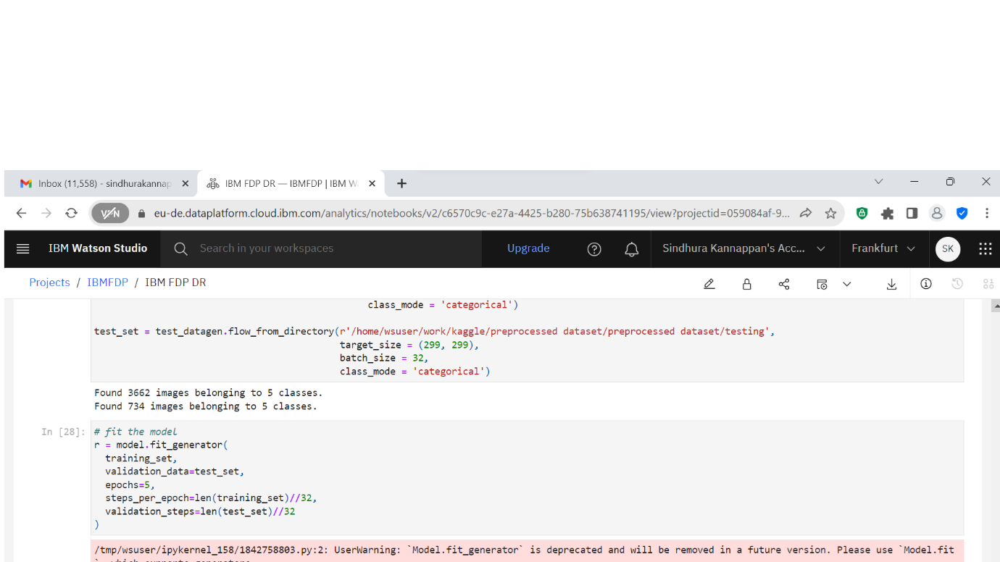 Inbox (11,558) - sindhurakannap
IBM FDP DR — IBMFDP | IBM W
VPN
eu-de.dataplatform.cloud.ibm.com/analytics/notebooks/v2/c6570c9c-e27a-4425-b280-75b638741195/view?projectid=059084af-9...
IBM Watson Studio
Search in your workspaces
Upgrade
Sindhura Kannappan's Acc...
Frankfurt
SK
Projects / IBMFDP / IBM FDP DR
class_mode = 'categorical')
test_set = test_datagen.flow_from_directory(r'/home/wsuser/work/kaggle/preprocessed dataset/preprocessed dataset/testing',
target_size = (299, 299),
batch_size = 32,
class_mode = 'categorical')
Found 3662 images belonging to 5 classes.
Found 734 images belonging to 5 classes.
In [28]: # fit the model
r = model.fit_generator(
training_set,
validation_data=test_set,
epochs=5,
steps_per_epoch=len(training_set)//32,
validation_steps=len(test_set)//32
)
/tmp/wsuser/ipykernel_158/1842758803.py:2: UserWarning: `Model.fit_generator` is deprecated and will be removed in a future version. Please use `Model.fit